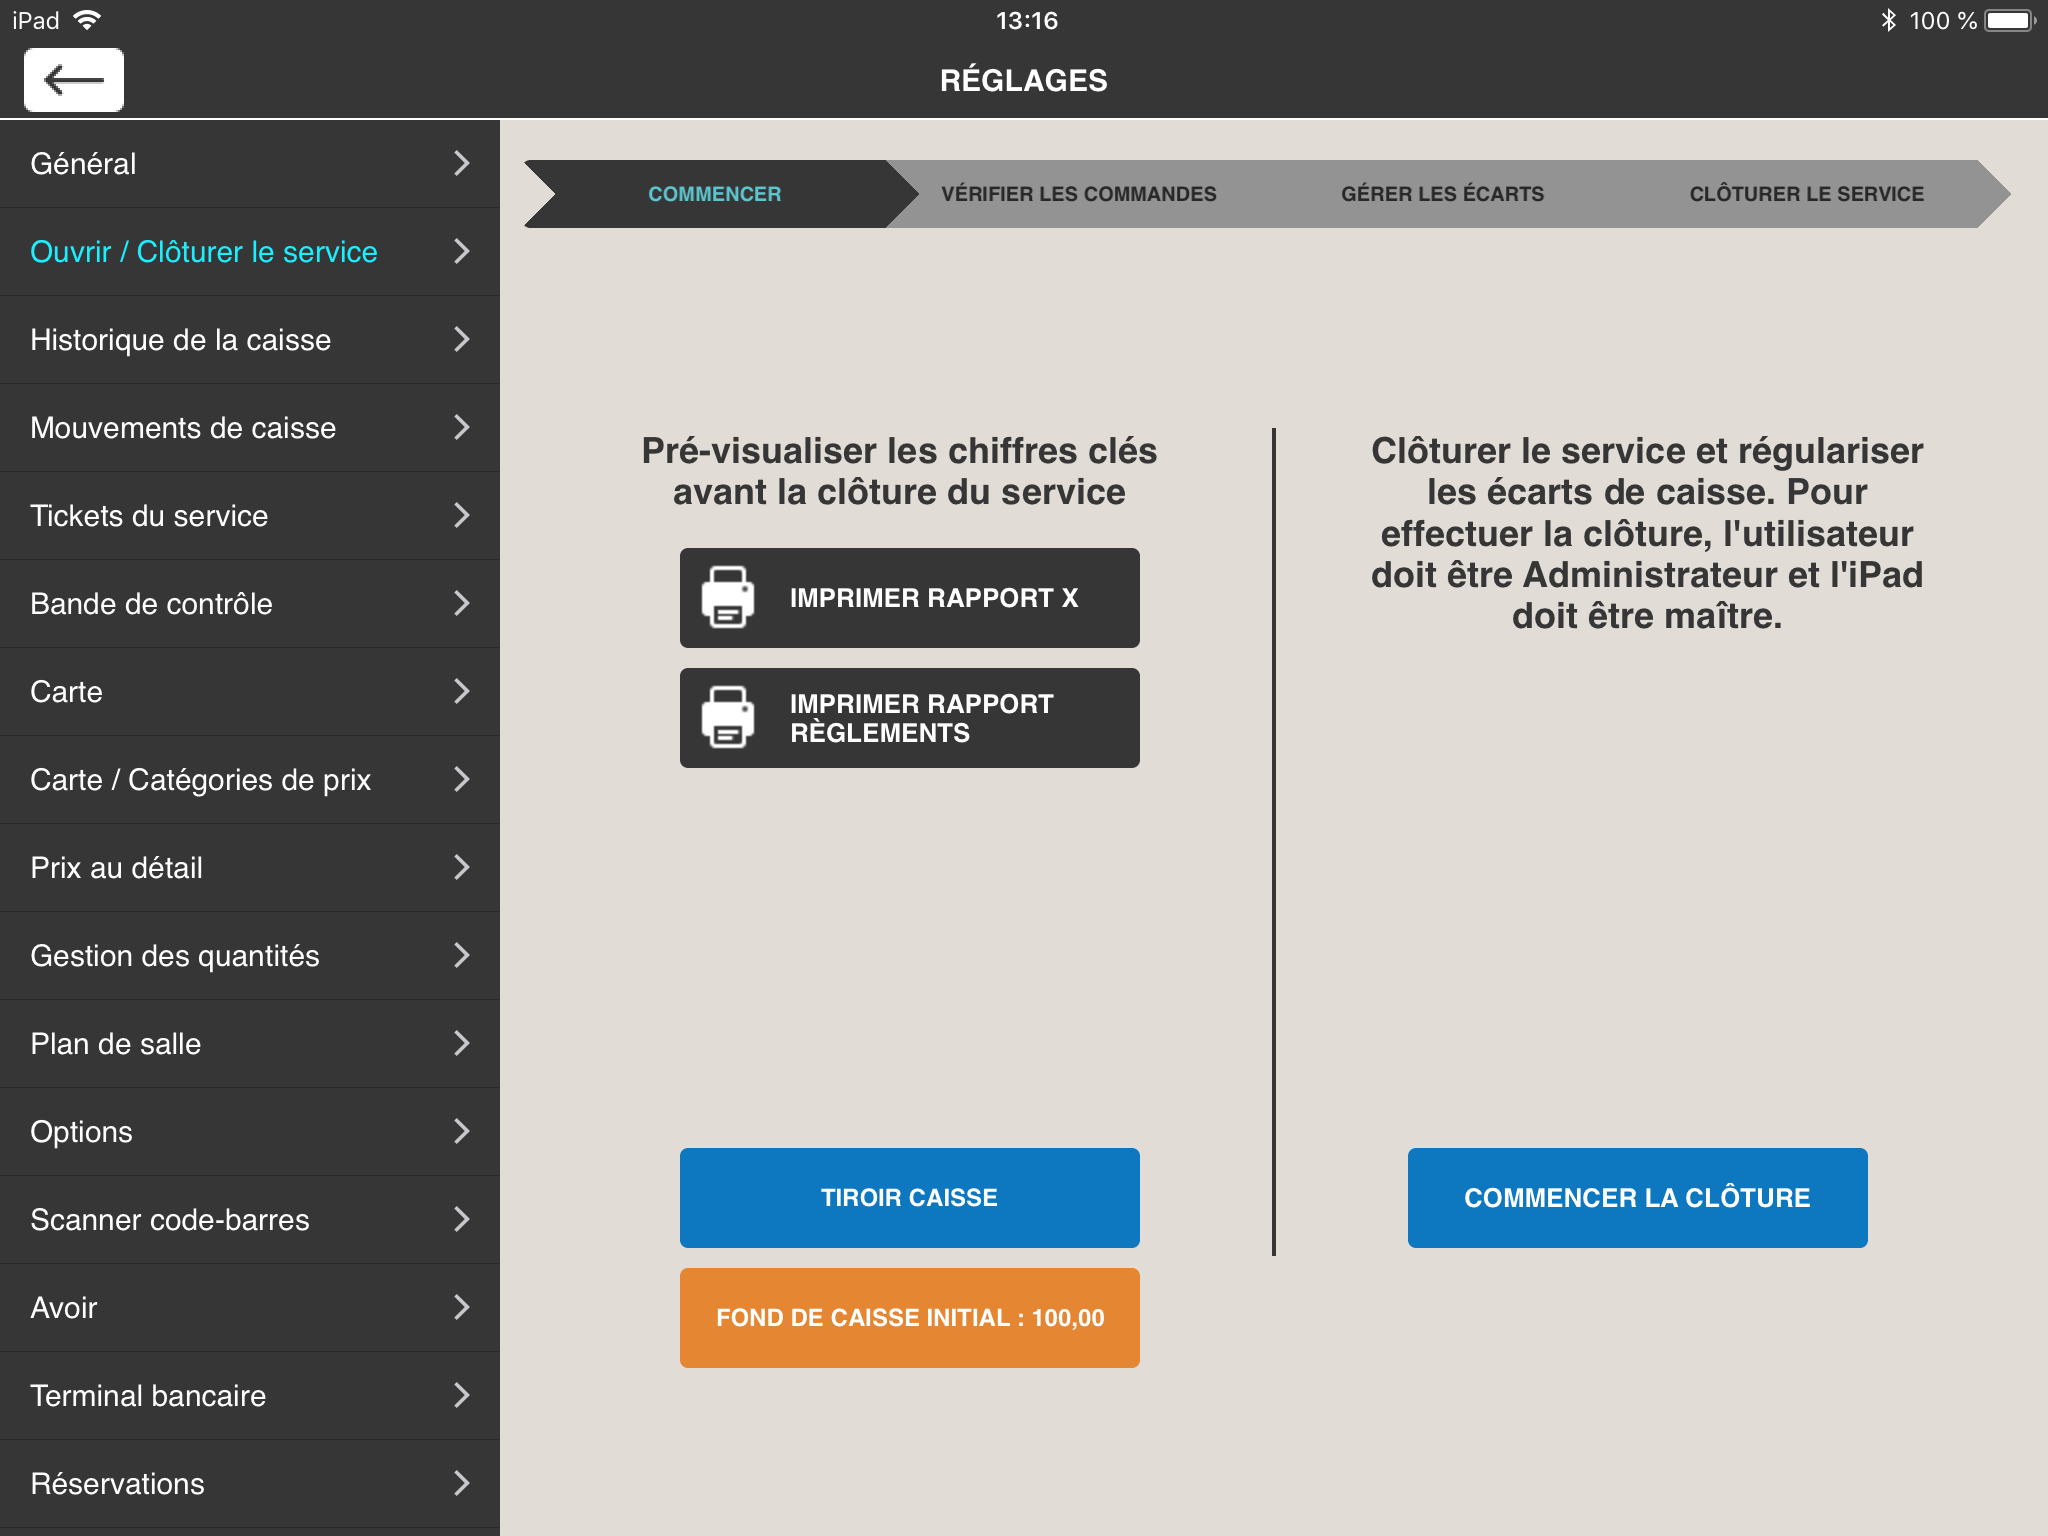 iPad
13:16
100 %
RÉGLAGES
Général
Ouvrir / Clôturer le service
Historique de la caisse
Mouvements de caisse
Tickets du service
Bande de contrôle
Carte
Carte / Catégories de prix
Prix au détail
Gestion des quantités
Plan de salle
Options
Scanner code-barres
Avoir
Terminal bancaire
Réservations
COMMENCER
VÉRIFIER LES COMMANDES
GÉRER LES ÉCARTS
CLÔTURER LE SERVICE
Pré-visualiser les chiffres clés
avant la clôture du service
IMPRIMER RAPPORT X
IMPRIMER RAPPORT
RÈGLEMENTS
TIROIR CAISSE
FOND DE CAISSE INITIAL : 100,00
Clôturer le service et régulariser
les écarts de caisse. Pour
effectuer la clôture, l'utilisateur
doit être Administrateur et l'iPad
doit être maître.
COMMENCER LA CLÔTURE